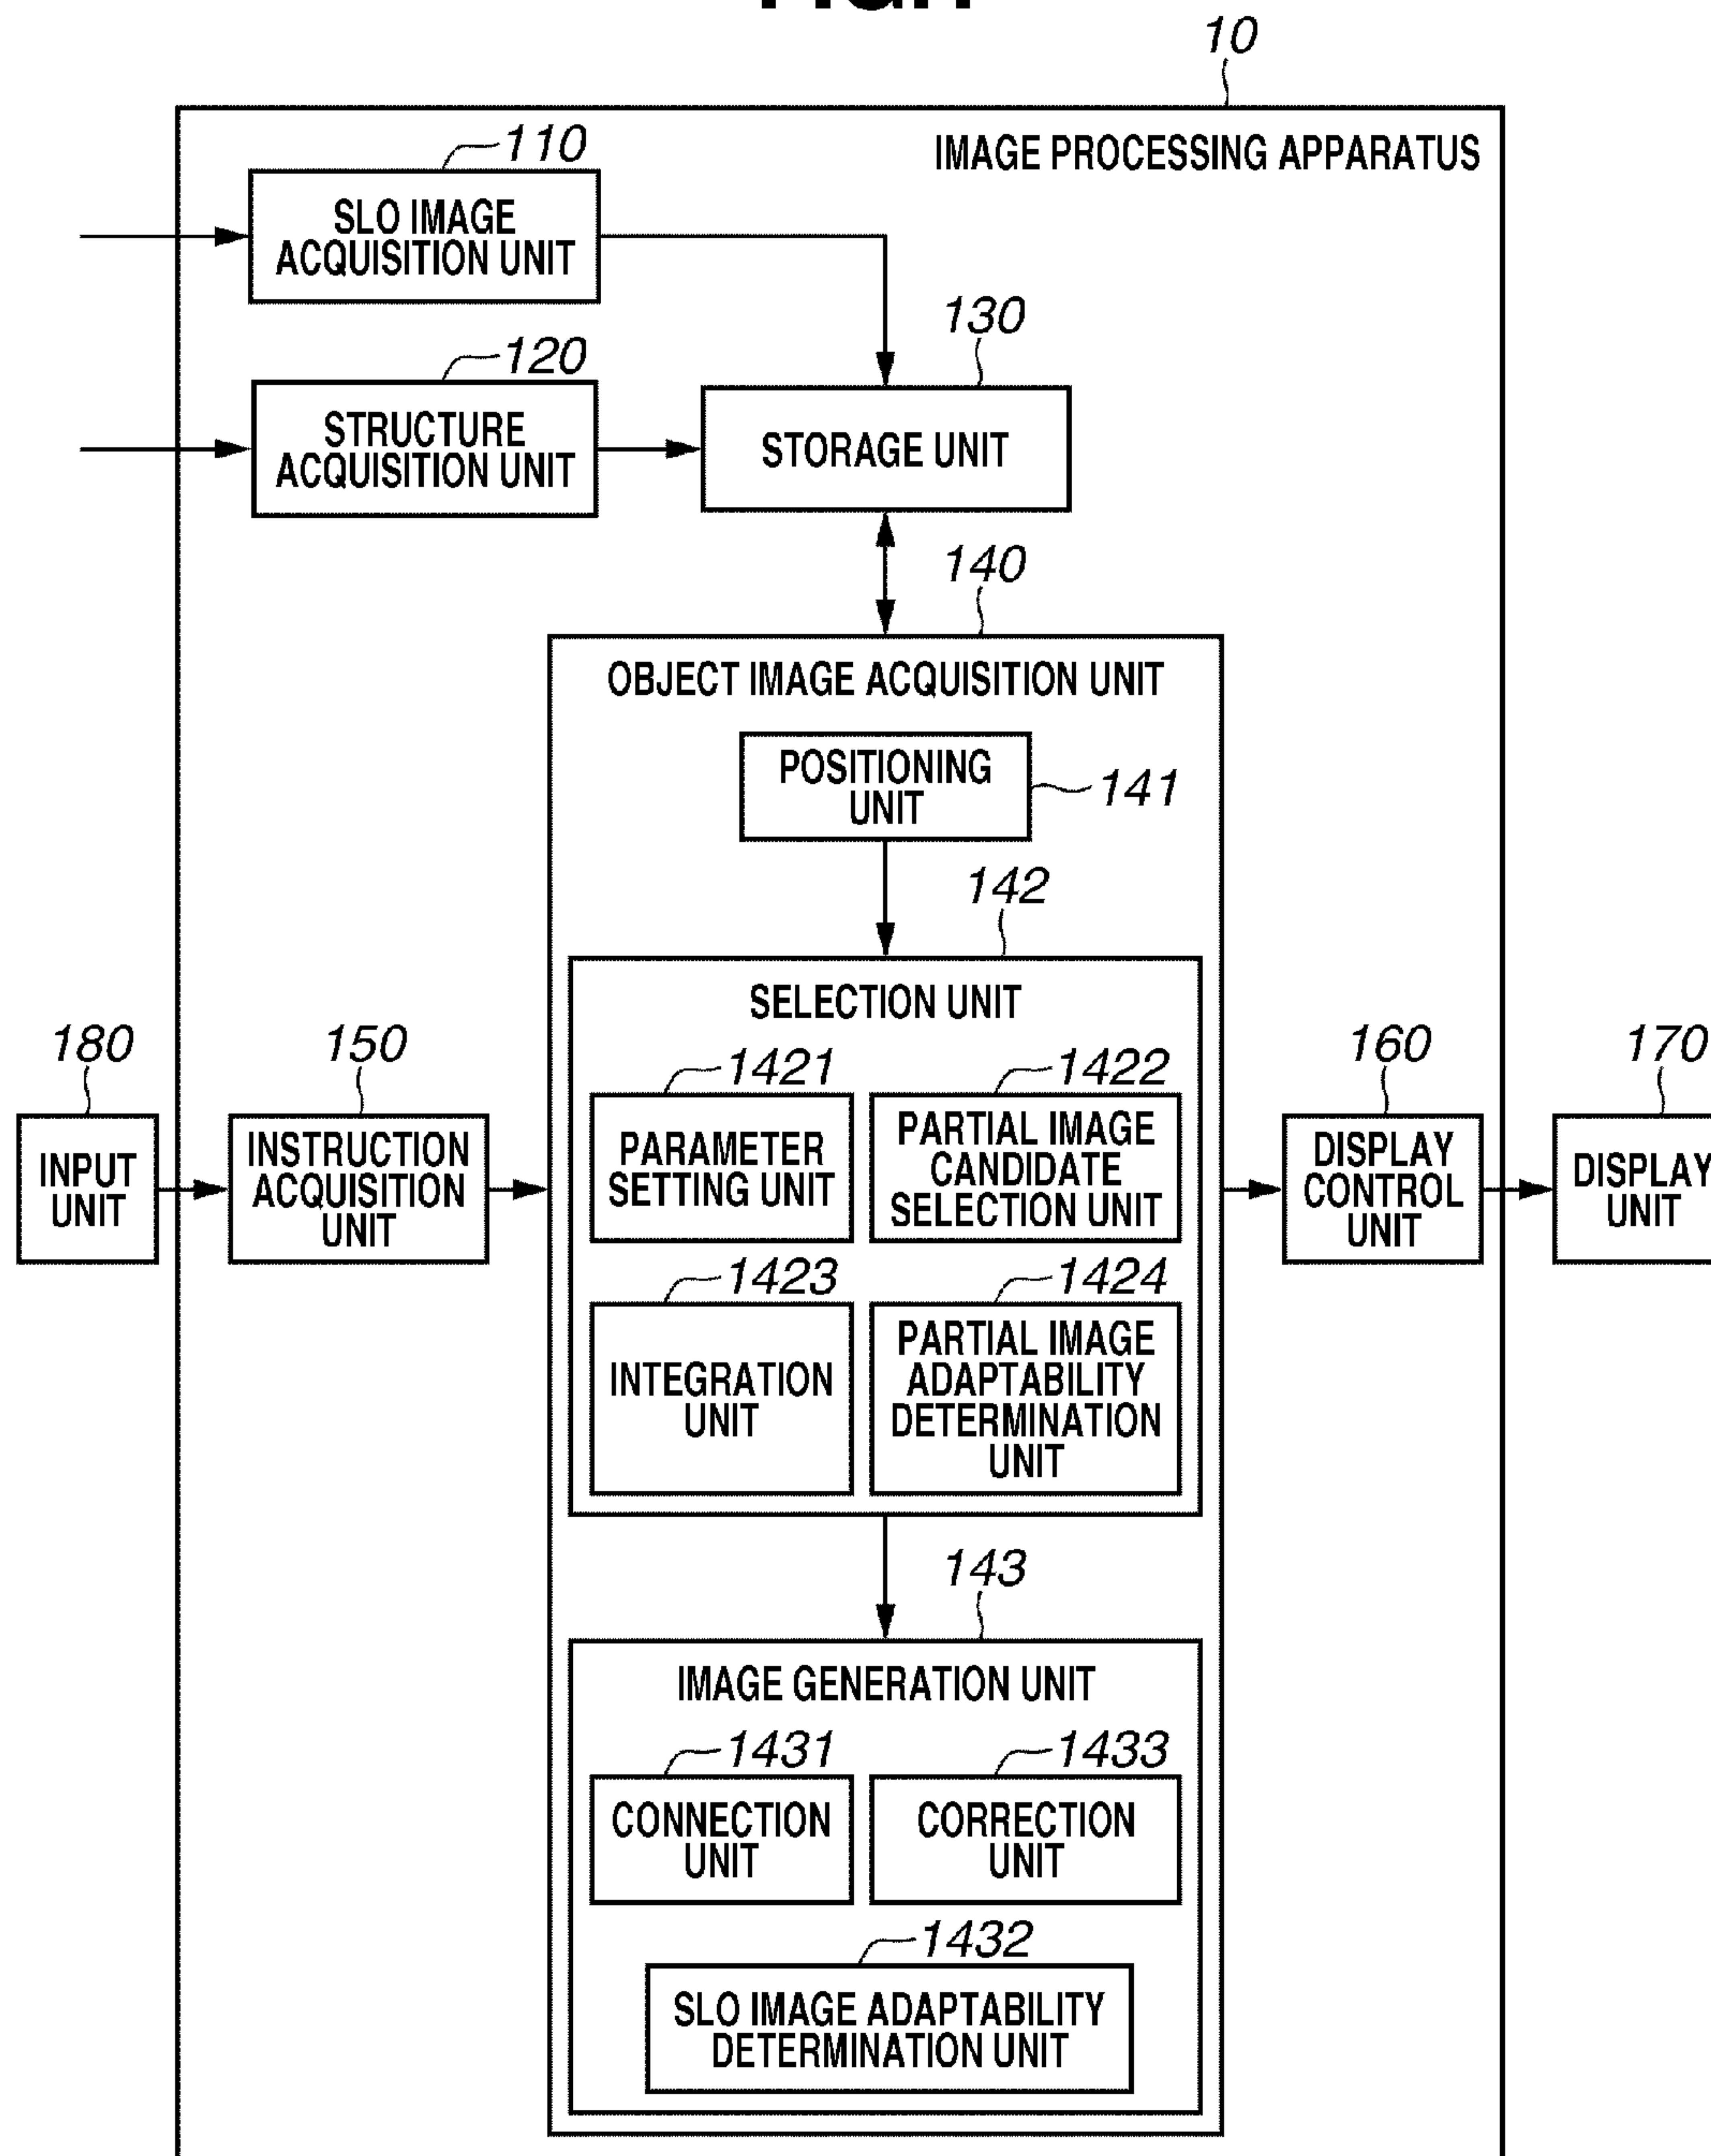 10
IMAGE PROCESSING APPARATUS
110
SLO IMAGE
ACQUISITION UNIT
130
120
STRUCTURE
ACQUISITION UNIT
STORAGE UNIT
140
OBJECT IMAGE ACQUISITION UNIT
POSITIONING
UNIT
141
142
SELECTION UNIT
180
INPUT
UNIT
150
INSTRUCTION
ACQUISITION
UNIT
1421
PARAMETER
SETTING UNIT
1422
PARTIAL IMAGE
CANDIDATE
SELECTION UNIT
1423
INTEGRATION
UNIT
1424
PARTIAL IMAGE
ADAPTABILITY
DETERMINATION
UNIT
160
DISPLAY
CONTROL
UNIT
170
DISPLAY
UNIT
143
IMAGE GENERATION UNIT
1431
CONNECTION
UNIT
1433
CORRECTION
UNIT
1432
SLO IMAGE ADAPTABILITY
DETERMINATION UNIT